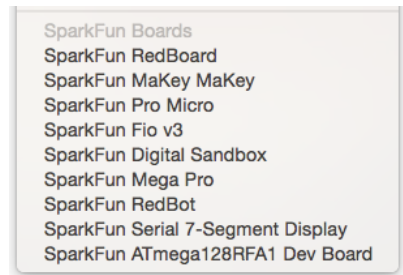 SparkFun Boards
SparkFun RedBoard
SparkFun MaKey MaKey
SparkFun Pro Micro
SparkFun Fio v3
SparkFun Digital Sandbox
SparkFun Mega Pro
SparkFun RedBot
SparkFun Serial 7-Segment Display
SparkFun ATmega128RFA1 Dev Board